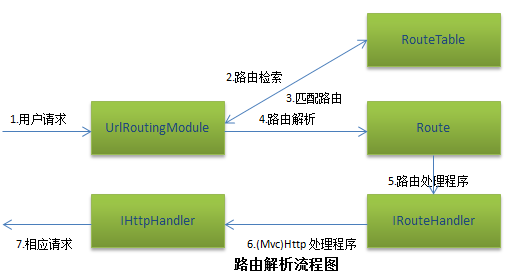 RouteTable
2.路由检索
3.匹配路由
1.用户请求
UrlRoutingModule
4.路由解析
Route
5.路由处理程序
IHttpHandler
IRouteHandler
7.相应请求
6.(Mvc)Http 处理程序
路由解析流程图